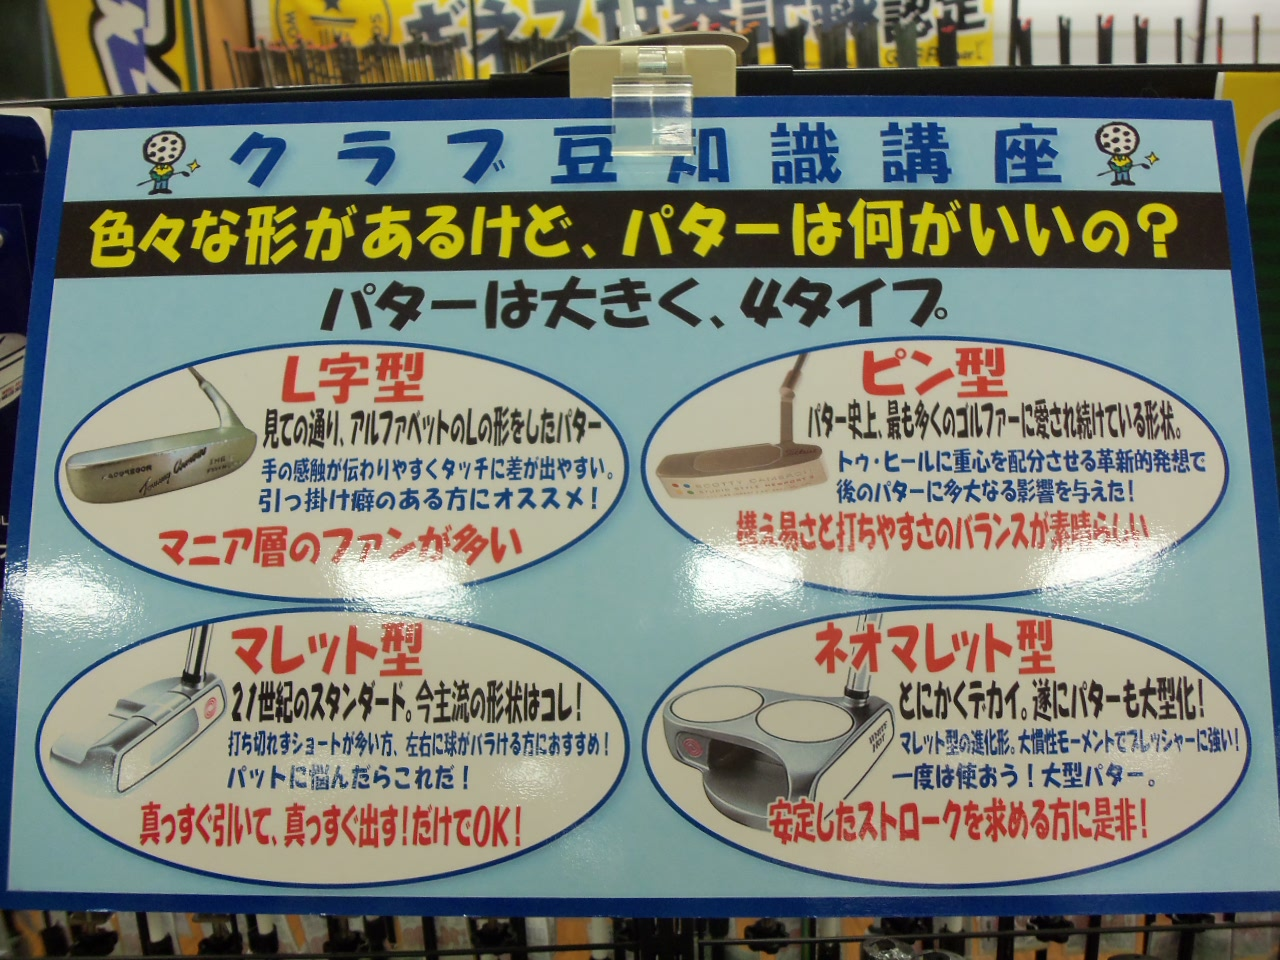 ギネス世界記録認定
クラブ豆知識講座
色々な形があるけど、パターは何がいいの?
パターは大きく、4タイプ。
L字型
見ての通り、アルファベットのLの形をしたパター
手の感触が伝わりやすくタッチに差が出やすい。
引っ掛け癖のある方にオススメ!
マニア層のファンが多い
ピン型
パター史上、最も多くのゴルファーに愛され続けている形状。
トゥ・ヒールに重心を配分させる革新的発想で
後のパターに多大なる影響を与えた!
構え易さと打ちやすさのバランスが素晴らしい
SCOTTY CAMERON
マレット型
21世紀のスタンダード。今主流の形状はコレ!
打ち切れずショートが多い方、左右に球がバラける方におすすめ!
パットに悩んだらこれだ!
真っすぐ引いて、真っすぐ出す!だけでOK!
ネオマレット型
とにかくデカイ。遂にパターも大型化!
マレット型の進化形。大慣性モーメントでプレッシャーに強い!
一度は使おう!大型パター。
安定したストロークを求める方に是非!
WHITE HOT